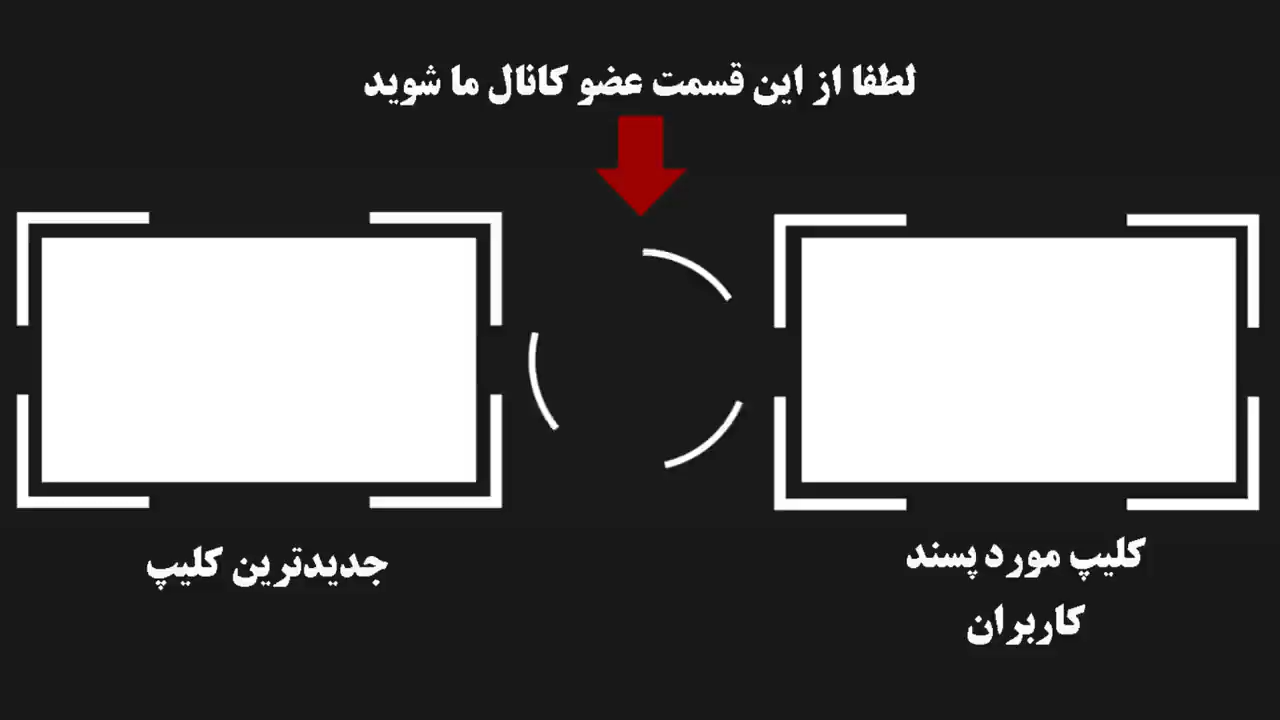 لطفا از این قسمت عضو کانال ما شوید
کلیپ مورد پسند
کاربران
جدیدترین کلیپ